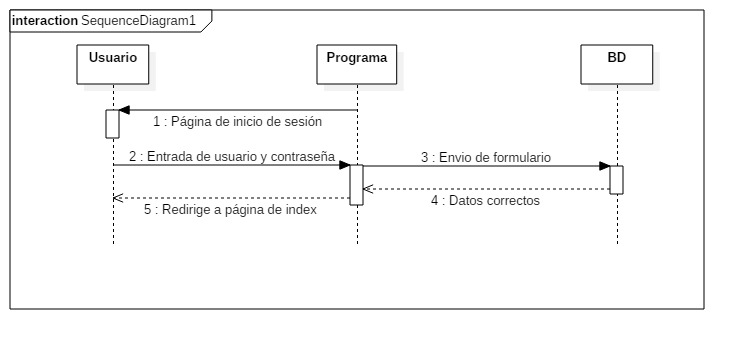 interaction SequenceDiagram1
Usuario
Programa
BD
1 : Página de inicio de sesión
2 : Entrada de usuario y contraseña
3 : Envio de formulario
4 : Datos correctos
5 : Redirige a página de index